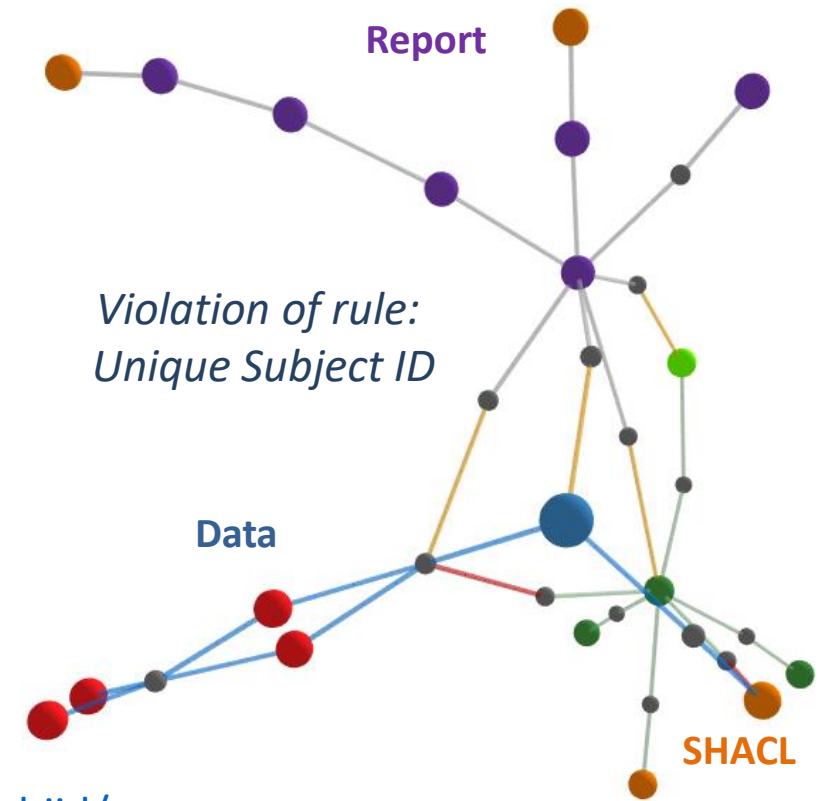 Report
Violation of rule:
Unique Subject ID
Data
SHACL